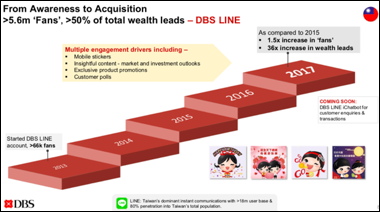 From Awareness to Acquisition
>5.6m 'Fans', >50% of total wealth leads – DBS LINE
Multiple engagement drivers including –
• Mobile stickers
• Insightful content - market and investment outlooks
• Exclusive product promotions
• Customer polls
As compared to 2015
• 1.5x increase in 'fans'
• 36x increase in wealth leads
2017
2016
2015
2014
2013
Started DBS LINE
account, >66k fans
COMING SOON:
DBS LINE iChatbot for
customer enquiries &
transactions
DBS
LINE
LINE: Taiwan's dominant instant communications with >18m user base &
80% penetration into Taiwan's total population.